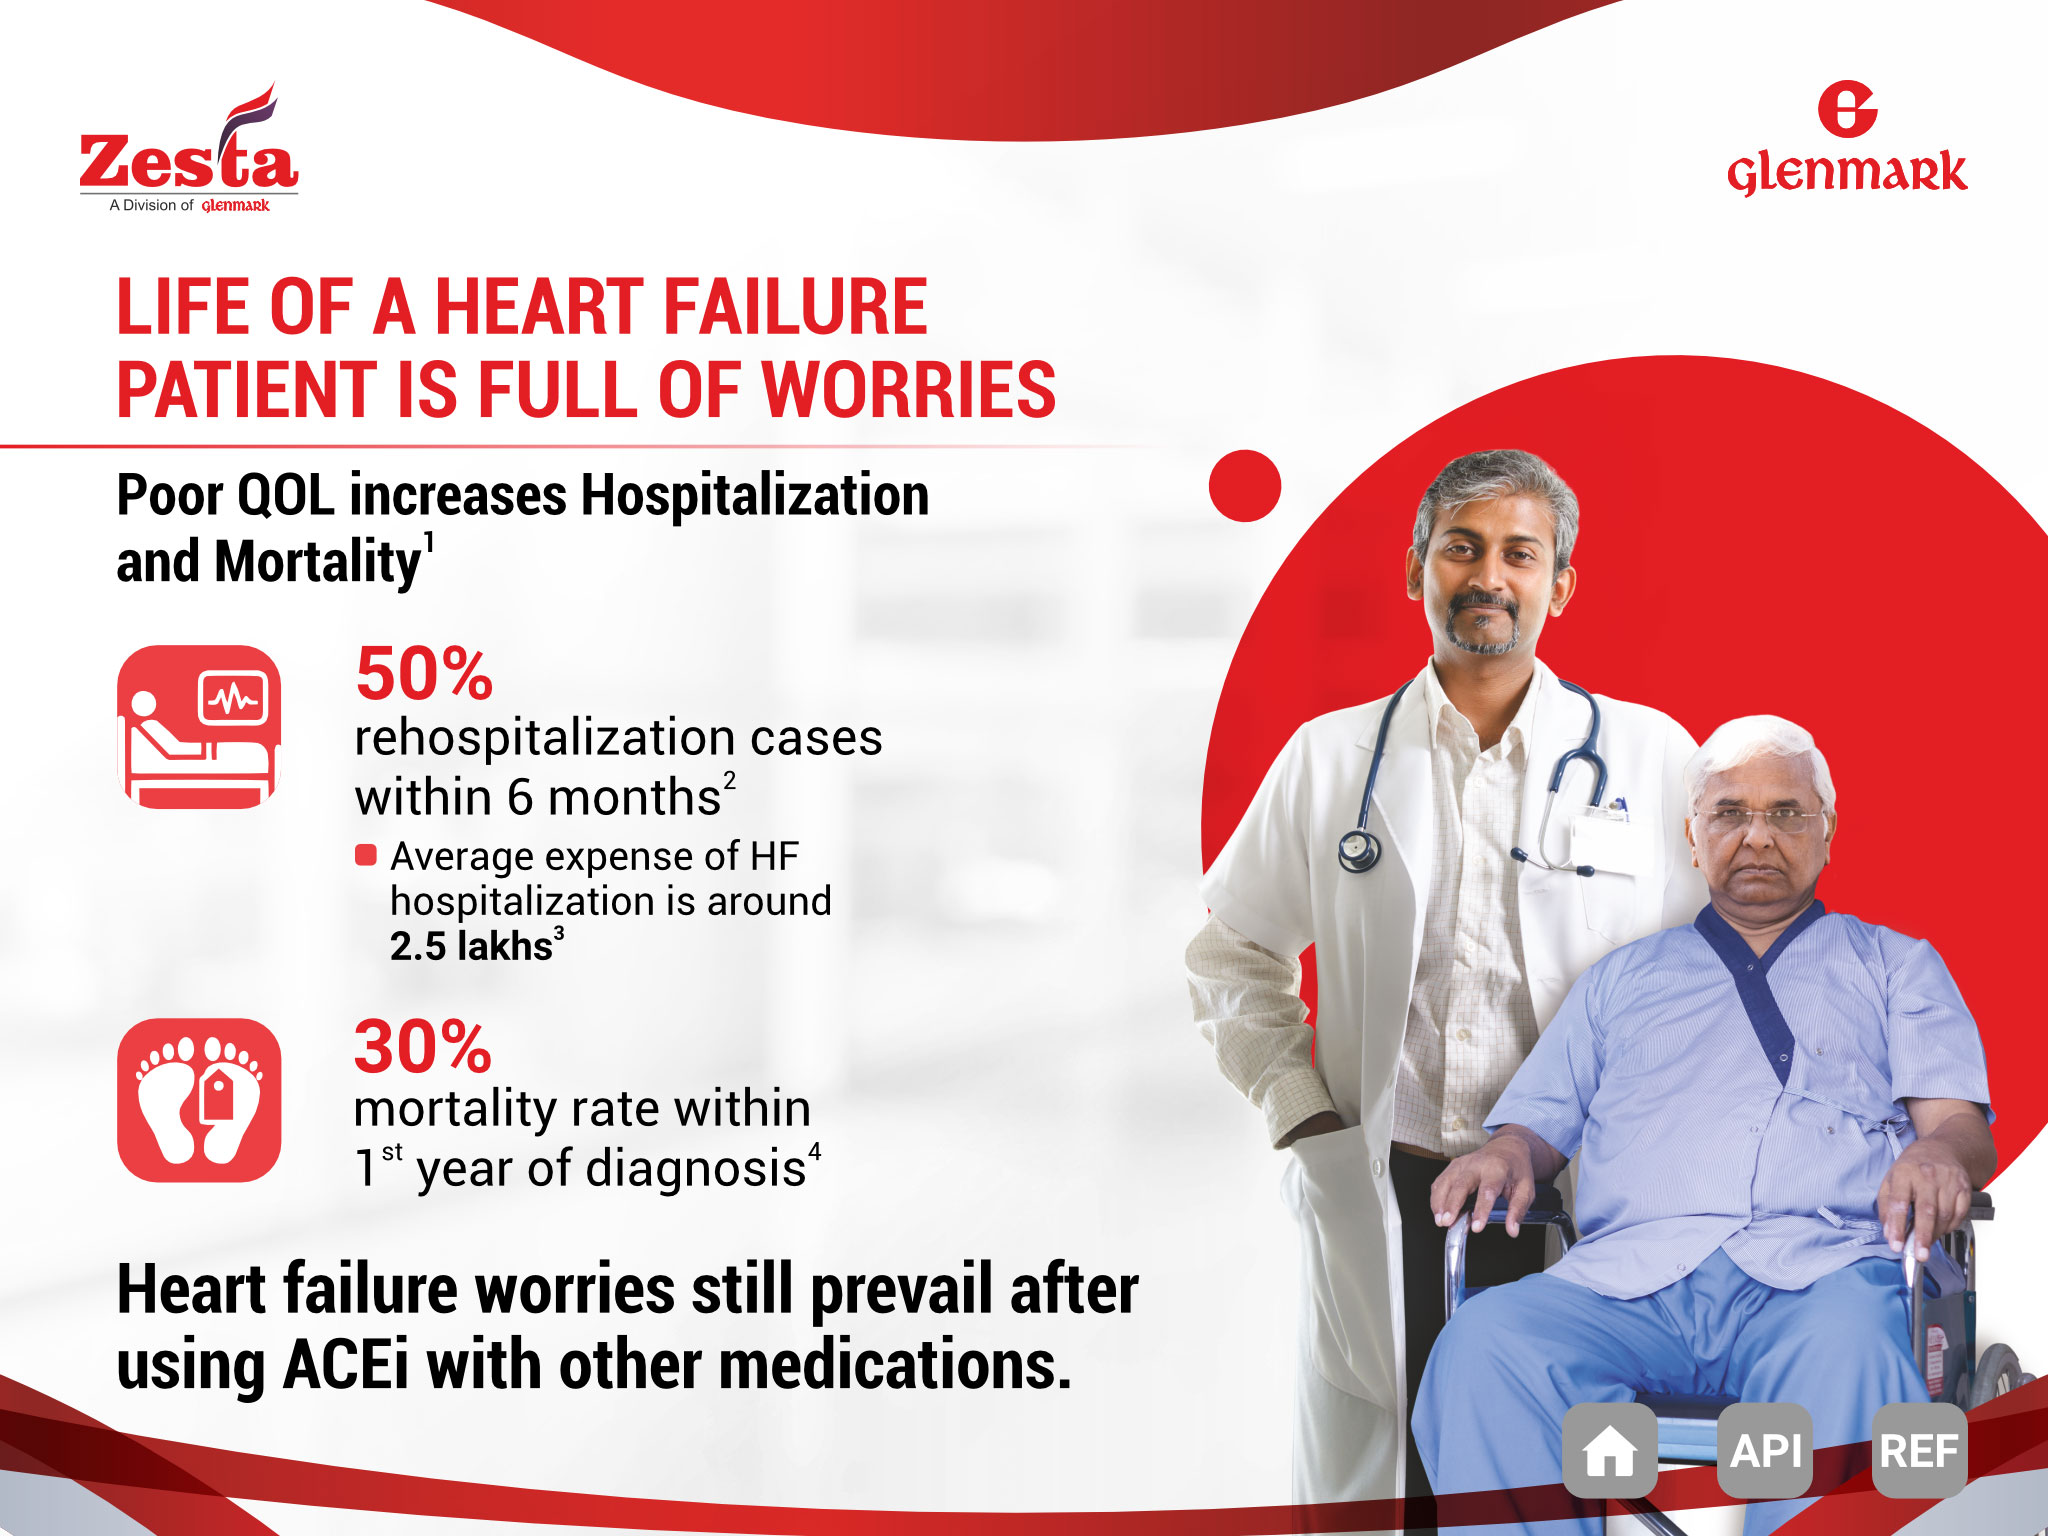 Zesta
A Division of glenmark
glenmark
LIFE OF A HEART FAILURE
PATIENT IS FULL OF WORRIES
Poor QOL increases Hospitalization
and Mortality¹
50%
rehospitalization cases
within 6 months²
Average expense of HF
hospitalization is around
2.5 lakhs³
30%
mortality rate within
1st year of diagnosis⁴
Heart failure worries still prevail after
using ACEi with other medications.
API
REF